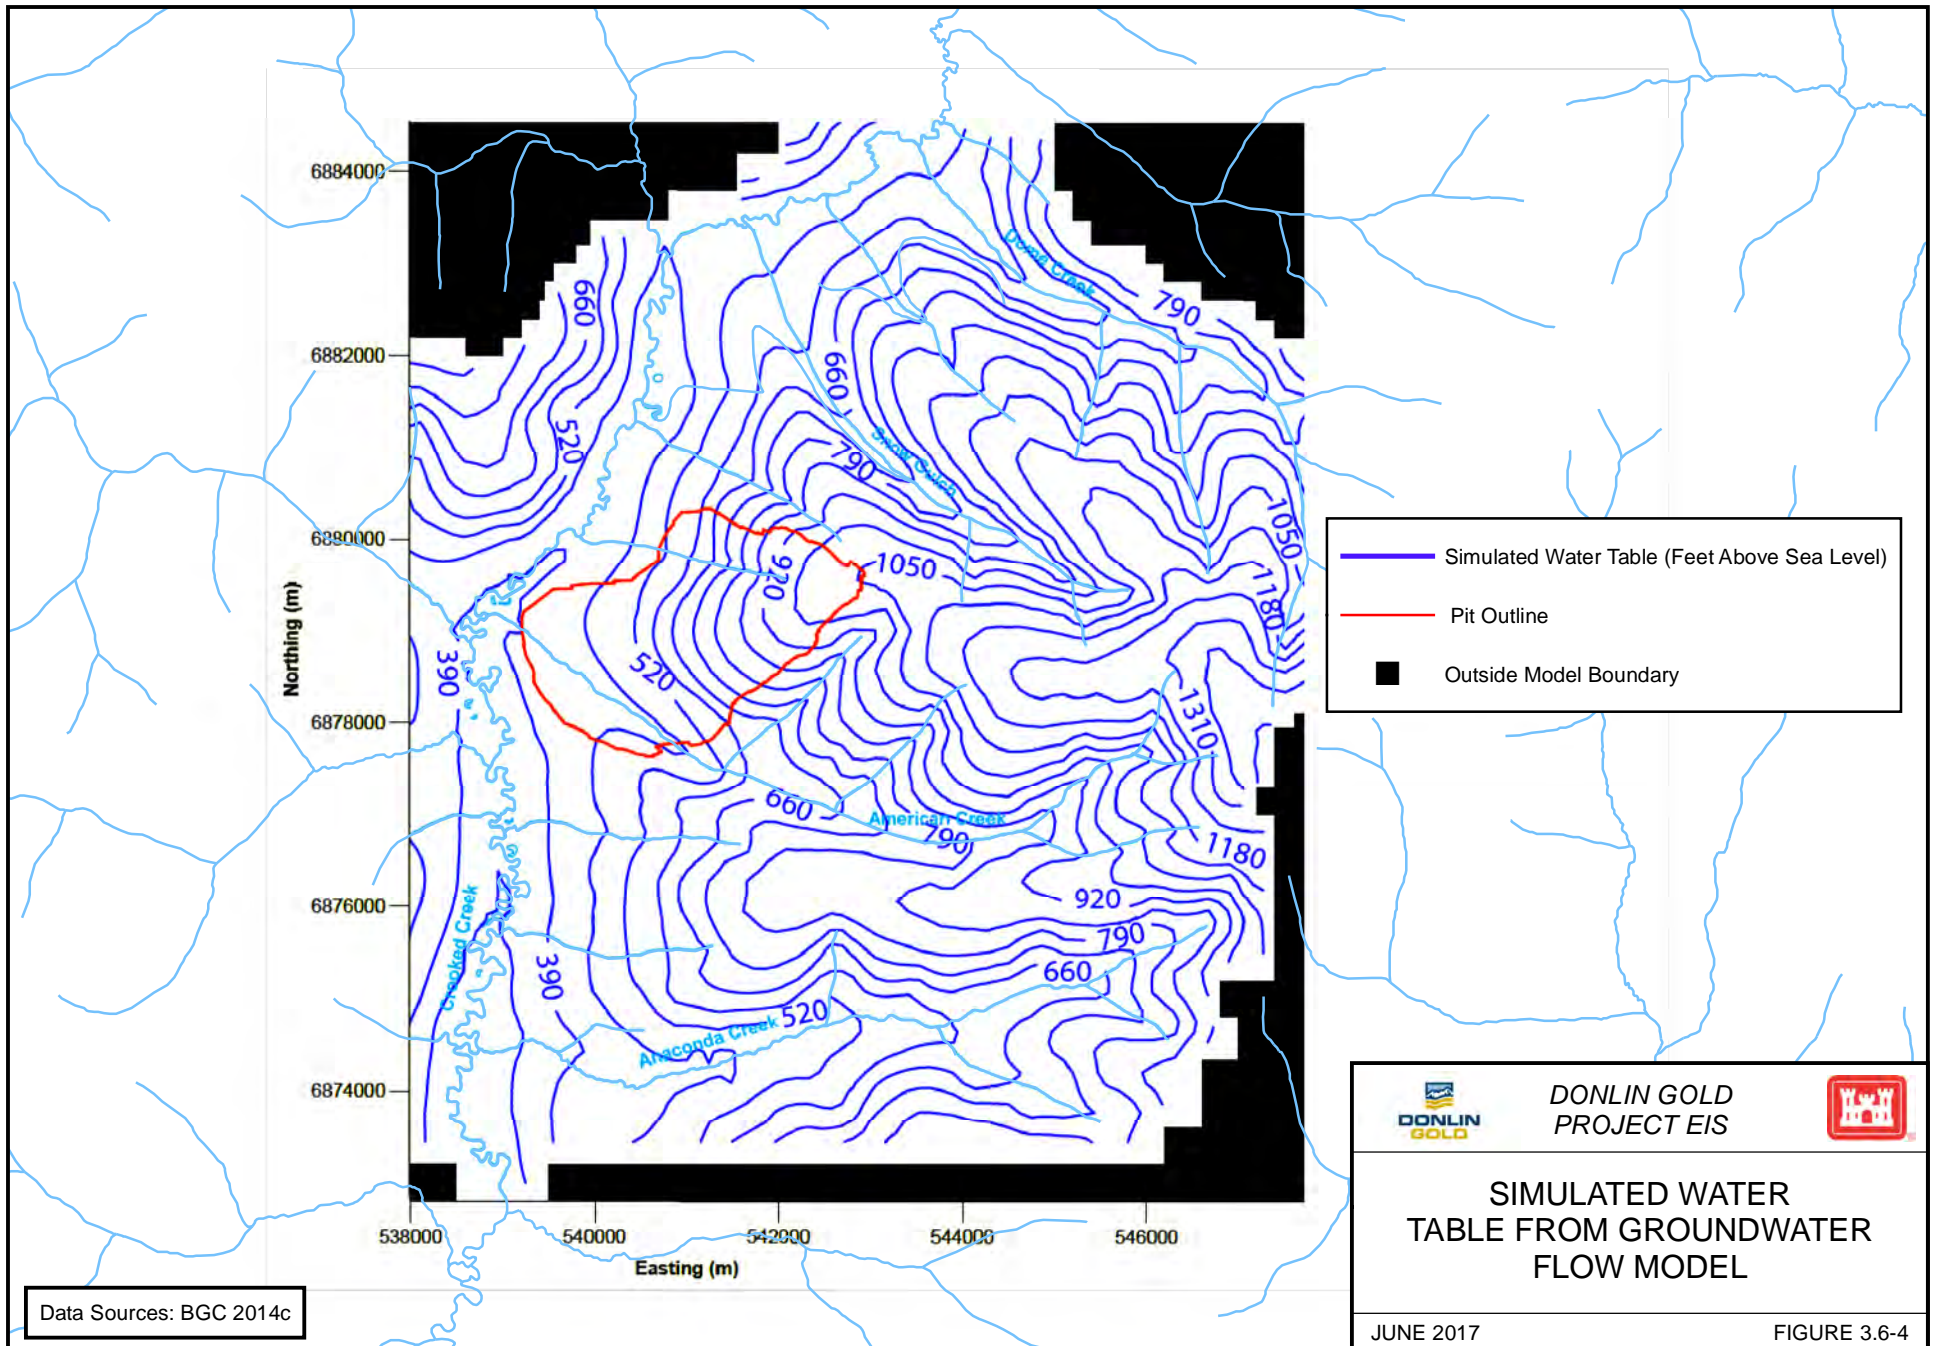 6884000
6882000
6880000
6878000
6876000
6874000
Northing (m)
538000
540000
542000
544000
546000
Easting (m)
660
520
660
790
790
Dome Creek
Snow Gulch
920
1050
1050
1180
520
390
1310
660
American Creek
790
1180
920
790
660
Crooked Creek
390
520
Anaconda Creek
Simulated Water Table (Feet Above Sea Level)
Pit Outline
Outside Model Boundary
DONLIN
GOLD
DONLIN GOLD
PROJECT EIS
SIMULATED WATER
TABLE FROM GROUNDWATER
FLOW MODEL
JUNE 2017
FIGURE 3.6-4
Data Sources: BGC 2014c